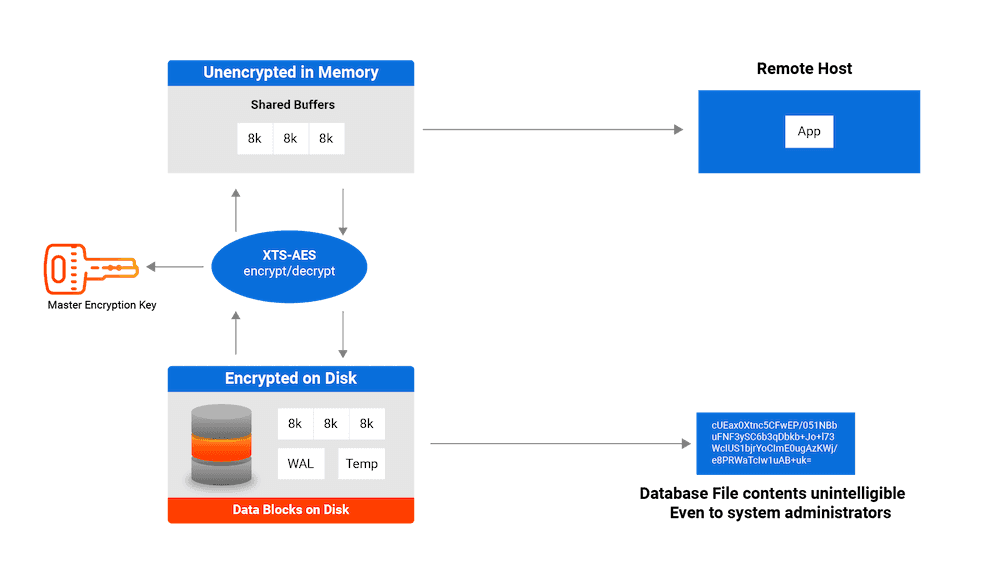 Unencrypted in Memory
Shared Buffers
8k 8k 8k
Remote Host
App
XTS-AES
encrypt/decrypt
Master Encryption Key
Encrypted on Disk
8k 8k 8k
WAL Temp
Data Blocks on Disk
cUEax0Xtnc5CFwEP/051NBb
uFNF3ySC6b3qDbkb+Jo+l73
WclUS1bjrYoClmE0ugAzKWj/
e8PRWaTclw1uAB+uk=
Database File contents unintelligible
Even to system administrators